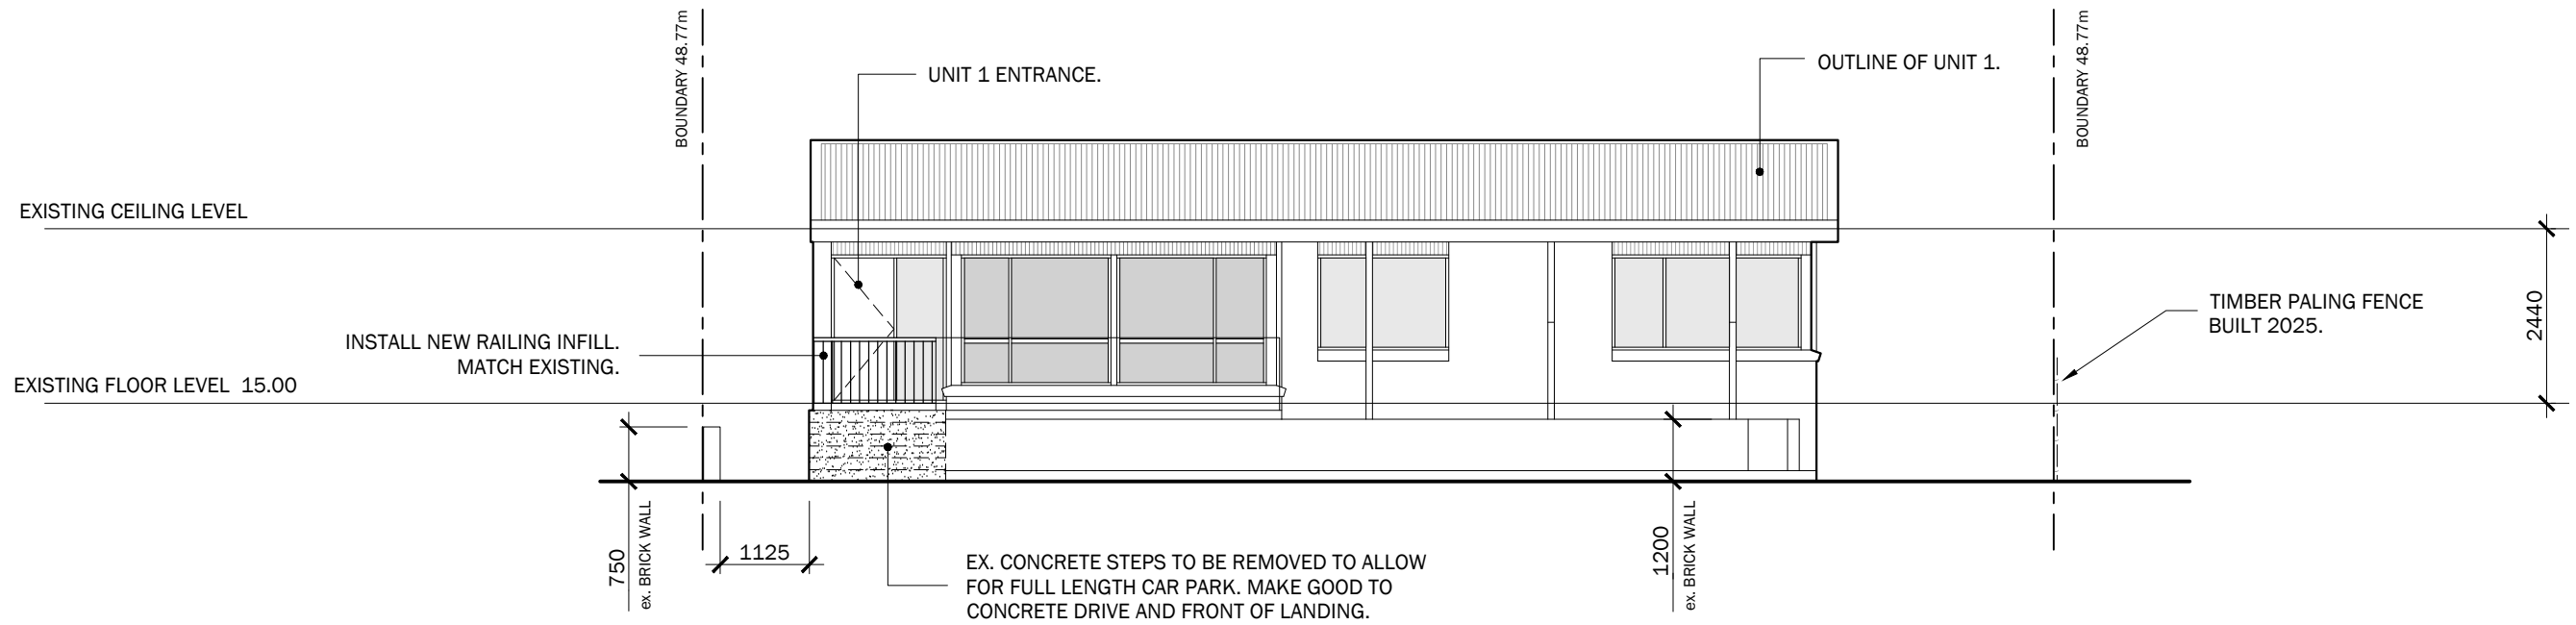 BOUNDARY 48.77m
UNIT 1 ENTRANCE.
OUTLINE OF UNIT 1.
BOUNDARY 48.77m
EXISTING CEILING LEVEL
INSTALL NEW RAILING INFILL.
MATCH EXISTING.
TIMBER PALING FENCE
BUILT 2025.
2440
EXISTING FLOOR LEVEL 15.00
750
ex. BRICK WALL
1125
EX. CONCRETE STEPS TO BE REMOVED TO ALLOW
FOR FULL LENGTH CAR PARK. MAKE GOOD TO
CONCRETE DRIVE AND FRONT OF LANDING.
1200
ex. BRICK WALL